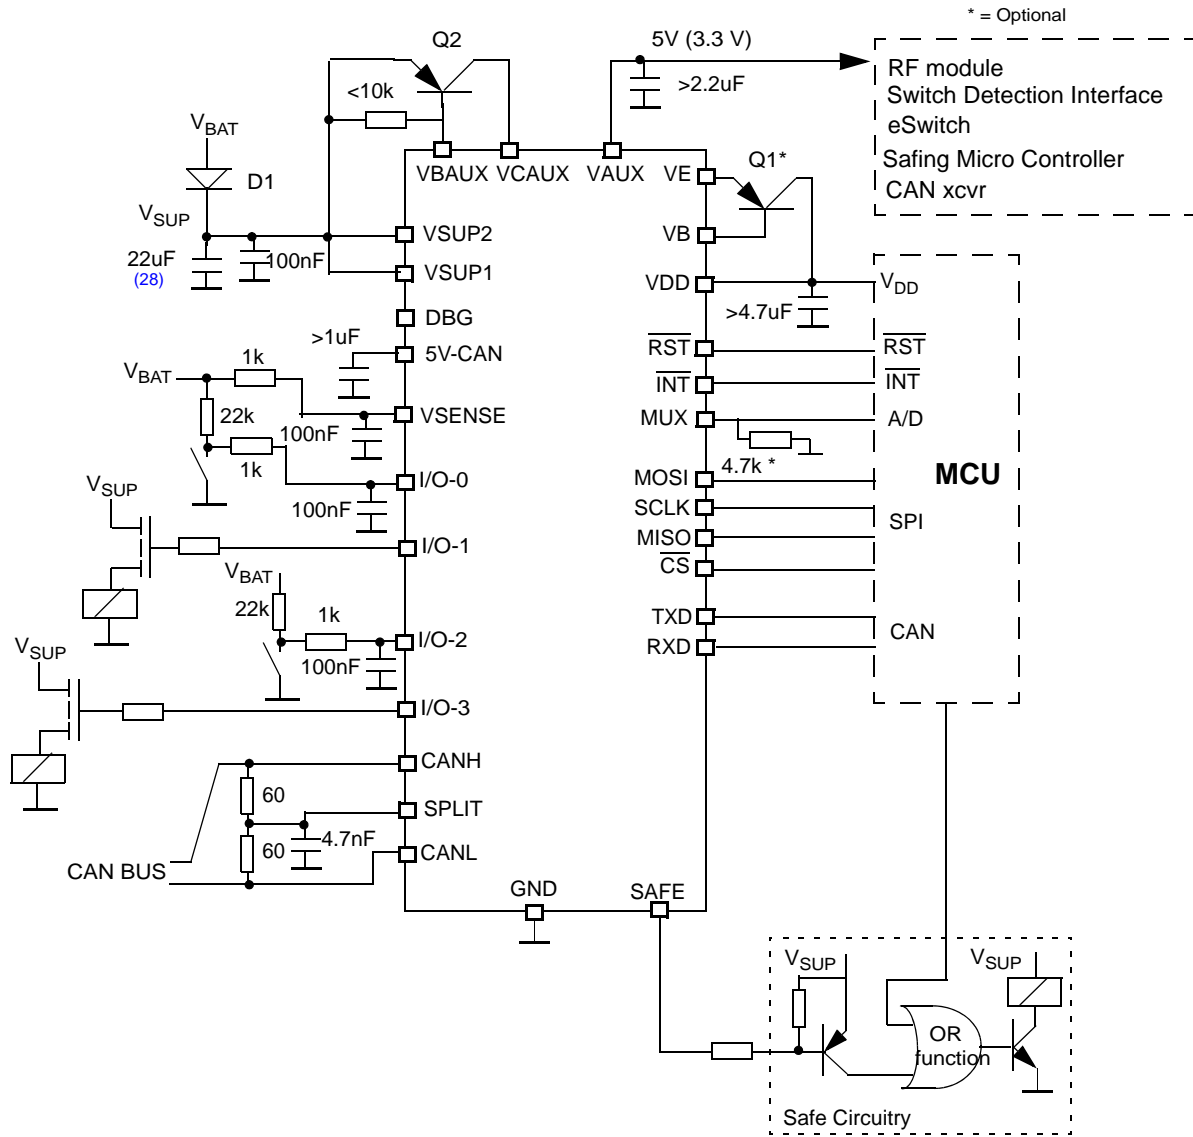 * = Optional
Q2
5V (3.3 V)
RF module
Switch Detection Interface
eSwitch
Safing Micro Controller
CAN xcvr
>2.2uF
<10k
VBAT
D1
VSUP
22uF
(28)
100nF
VBAUX
VCAUX
VAUX
VE
Q1*
VSUP2
VSUP1
VB
VDD
VDD
>4.7uF
DBG
>1uF
5V-CAN
RST
RST
INT
INT
VBAT
1k
22k
VSENSE
100nF
MUX
A/D
4.7k *
1k
I/O-0
100nF
MOSI
MCU
SCLK
SPI
MISO
CS
VSUP
I/O-1
VBAT
22k
1k
I/O-2
100nF
TXD
CAN
RXD
VSUP
I/O-3
CANH
60
SPLIT
4.7nF
60
CANL
CAN BUS
GND
SAFE
VSUP
VSUP
OR
function
Safe Circuitry